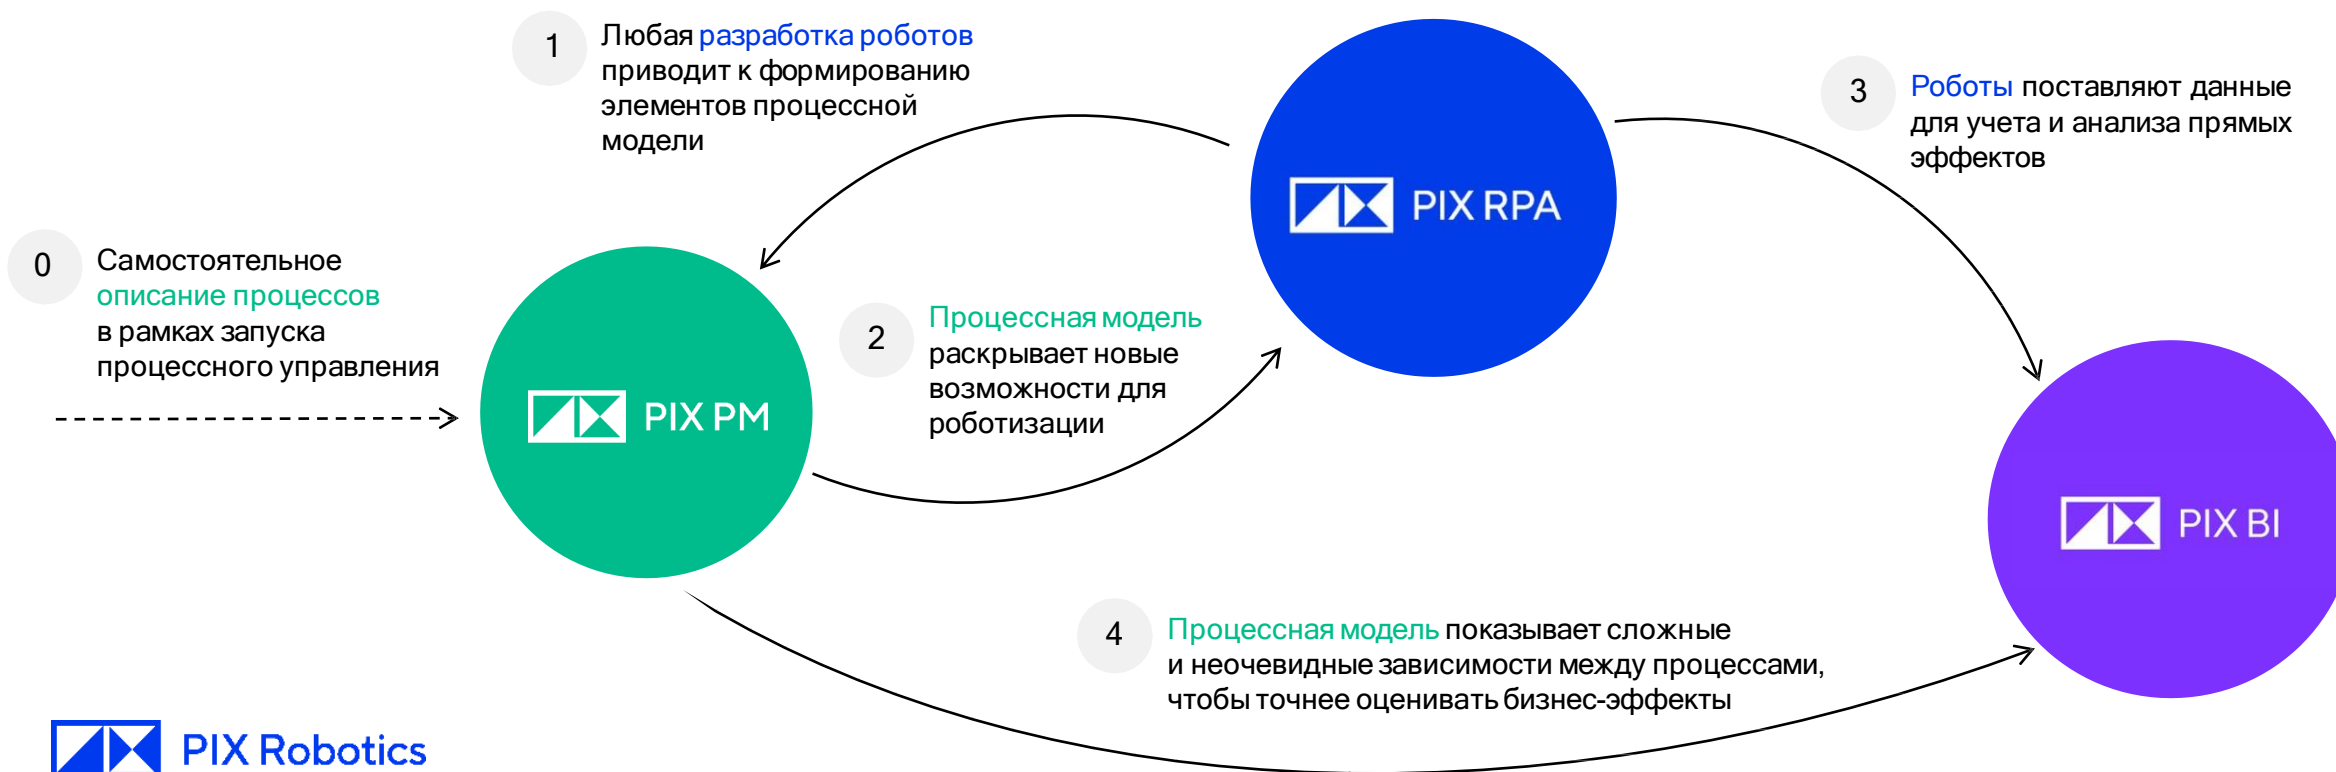 1
Любая разработка роботов
приводит к формированию
элементов процессной
модели
PIX RPA
3
Роботы поставляют данные
для учета и анализа прямых
эффектов
0
Самостоятельное
описание процессов
в рамках запуска
процессного управления
PIX PM
2
Процессная модель
раскрывает новые
возможности для
роботизации
PIX BI
4
Процессная модель показывает сложные
и неочевидные зависимости между процессами,
чтобы точнее оценивать бизнес-эффекты
PIX Robotics